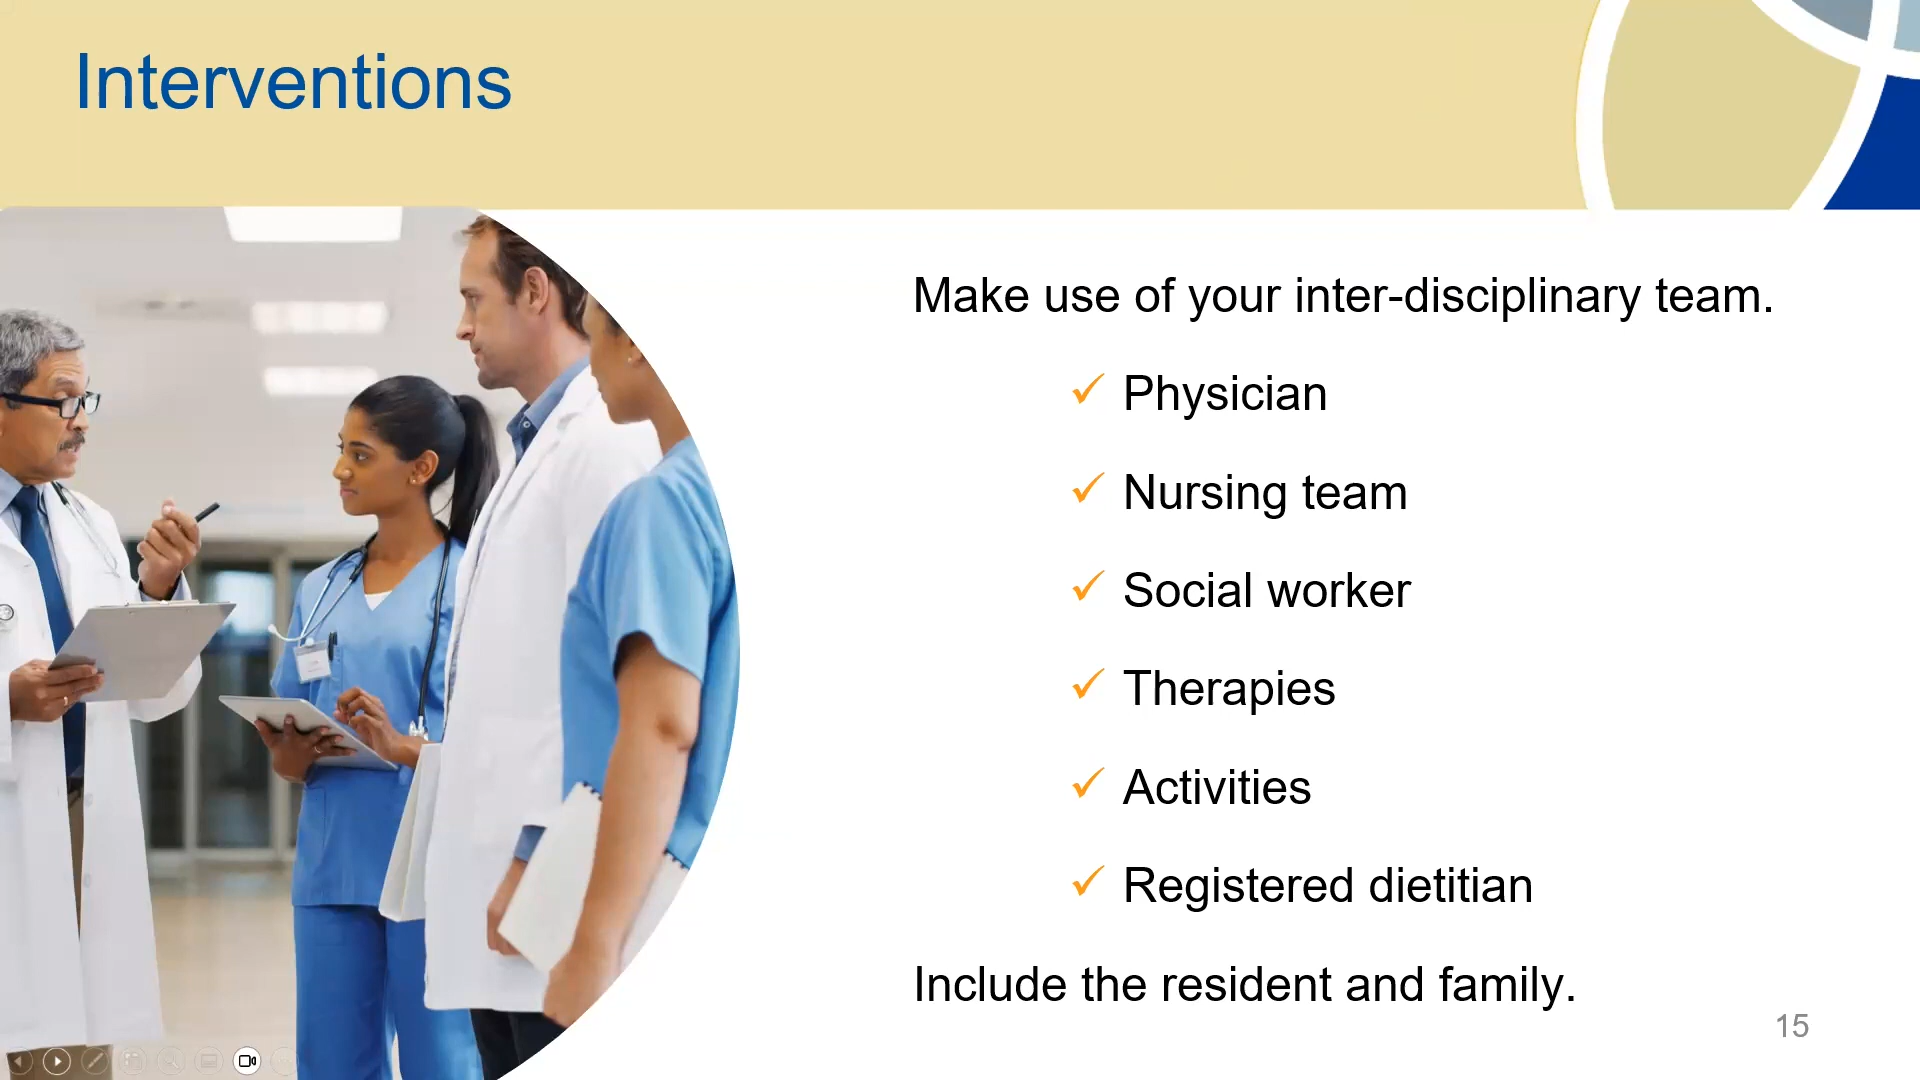 Interventions
Make use of your inter-disciplinary team.
✓ Physician
✓ Nursing team
✓ Social worker
✓ Therapies
✓ Activities
✓ Registered dietitian
Include the resident and family.
15